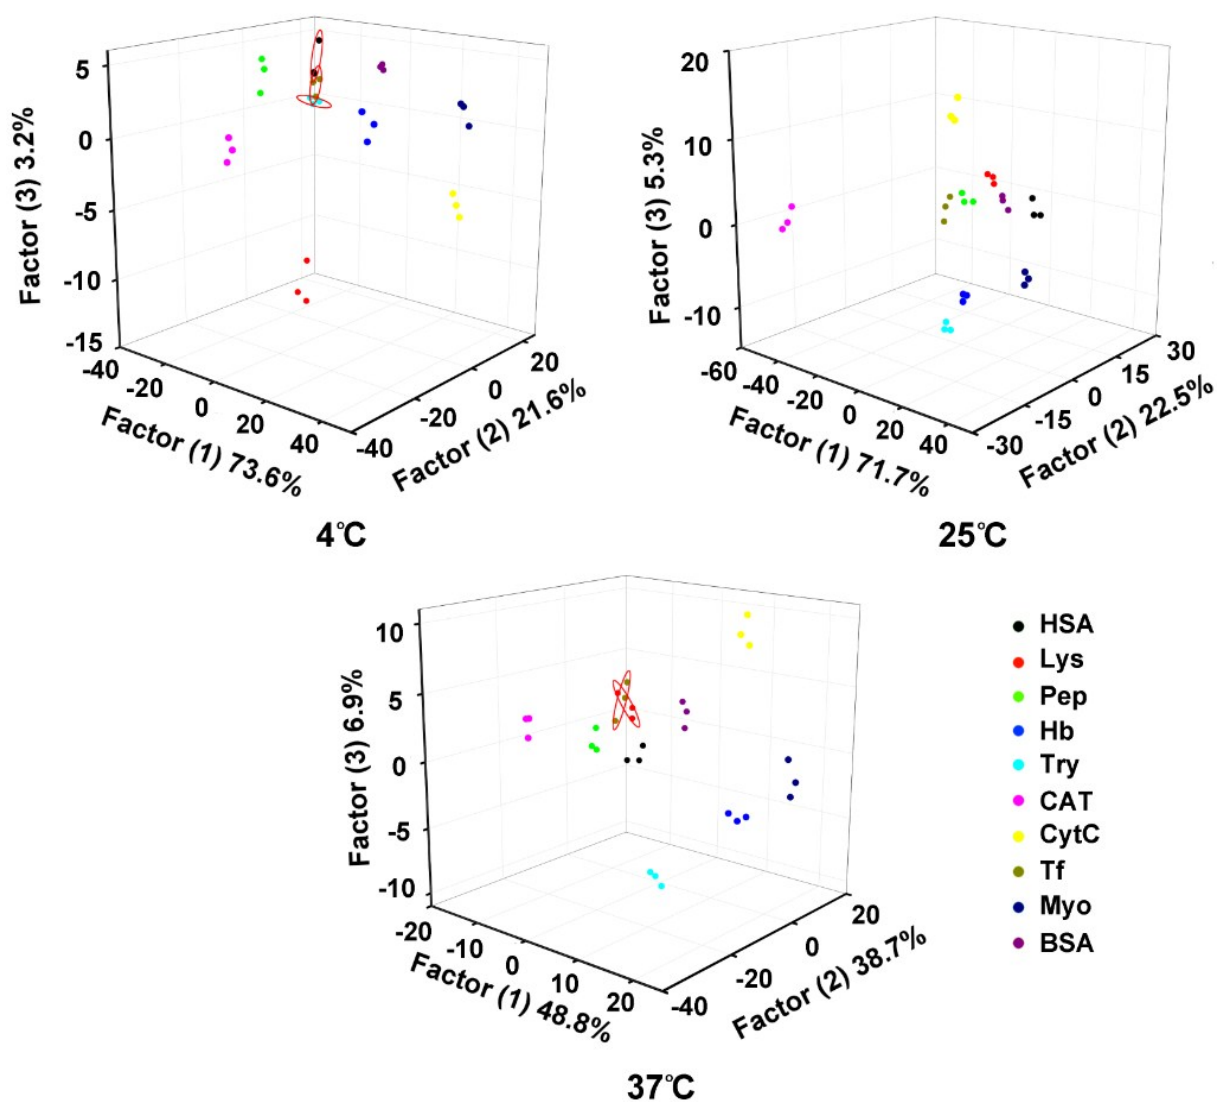 5
0
-5
-10
-15
Factor (3) 3.2%
-40
-20
0
20
40
Factor (1) 73.6%
-40
-20
0
20
Factor (2) 21.6%
4°C
20
10
0
-10
Factor (3) 5.3%
-60
-40
-20
0
20
40
Factor (1) 71.7%
-30
-15
0
15
30
Factor (2) 22.5%
25°C
10
5
0
-5
-10
Factor (3) 6.9%
-20
-10
0
10
20
Factor (1) 48.8%
-40
-20
0
20
Factor (2) 38.7%
37°C
HSA
Lys
Pep
Hb
Try
CAT
CytC
Tf
Myo
BSA